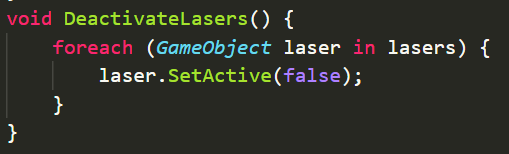 void DeactivateLasers() {
    foreach (GameObject laser in lasers) {
        laser.SetActive(false);
    }
}